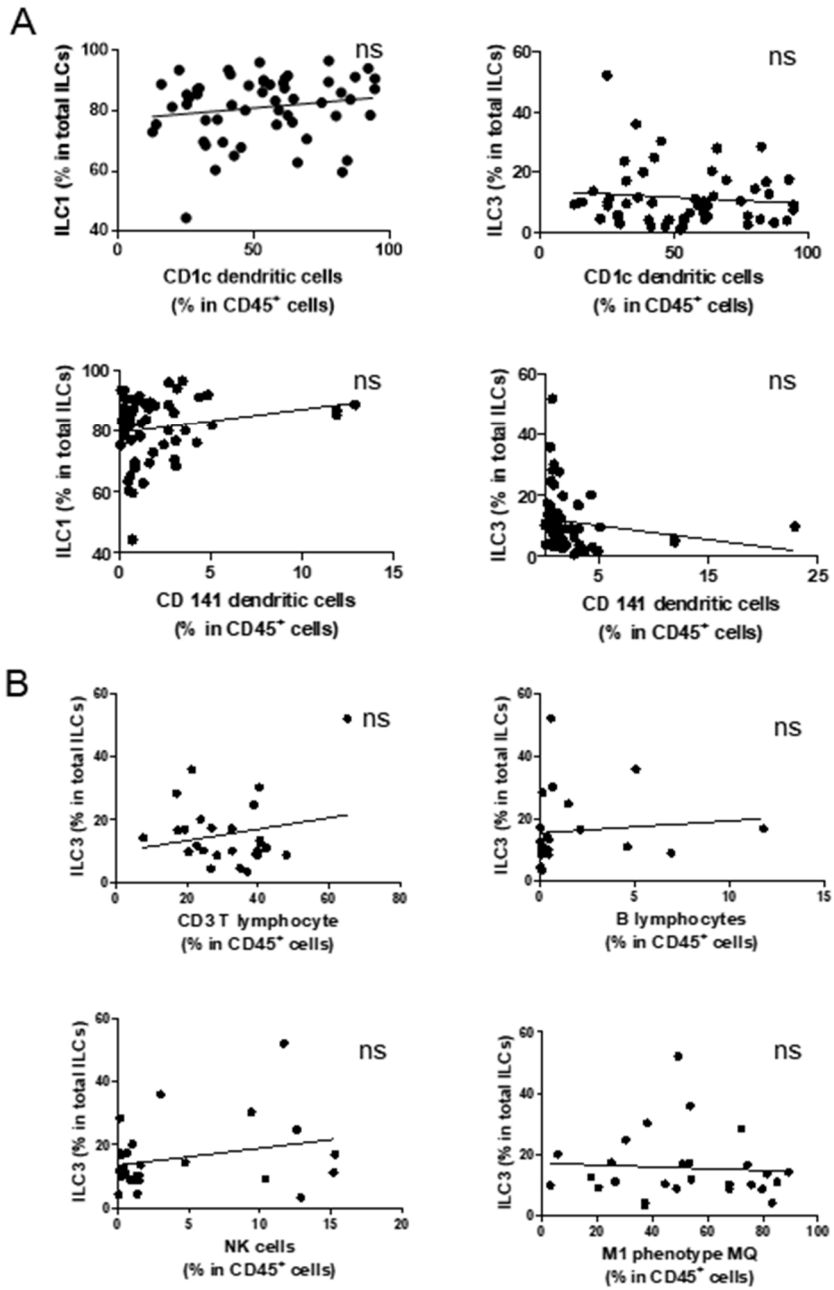 A
ns
ns
100
80
60
40
ILC1 (% in total ILCs)
0
50
100
CD1c dendritic cells
(% in CD45+ cells)
60
40
20
0
ILC3 (% in total ILCs)
0
50
100
CD1c dendritic cells
(% in CD45+ cells)
ns
ns
100
80
60
40
ILC1 (% in total ILCs)
0
5
10
15
CD 141 dendritic cells
(% in CD45+ cells)
60
40
20
0
ILC3 (% in total ILCs)
5
15
25
CD 141 dendritic cells
(% in CD45+ cells)
B
ns
ns
60
40
20
0
ILC3 (% in total ILCs)
0
20
40
60
80
CD3 T lymphocyte
(% in CD45+ cells)
60
40
20
0
ILC3 (% in total ILCs)
0
5
10
15
B lymphocytes
(% in CD45+ cells)
ns
ns
60
40
20
0
ILC3 (% in total ILCs)
0
5
10
15
20
NK cells
(% in CD45+ cells)
60
40
20
0
ILC3 (% in total ILCs)
0
20
40
60
80
100
M1 phenotype MQ
(% in CD45+ cells)